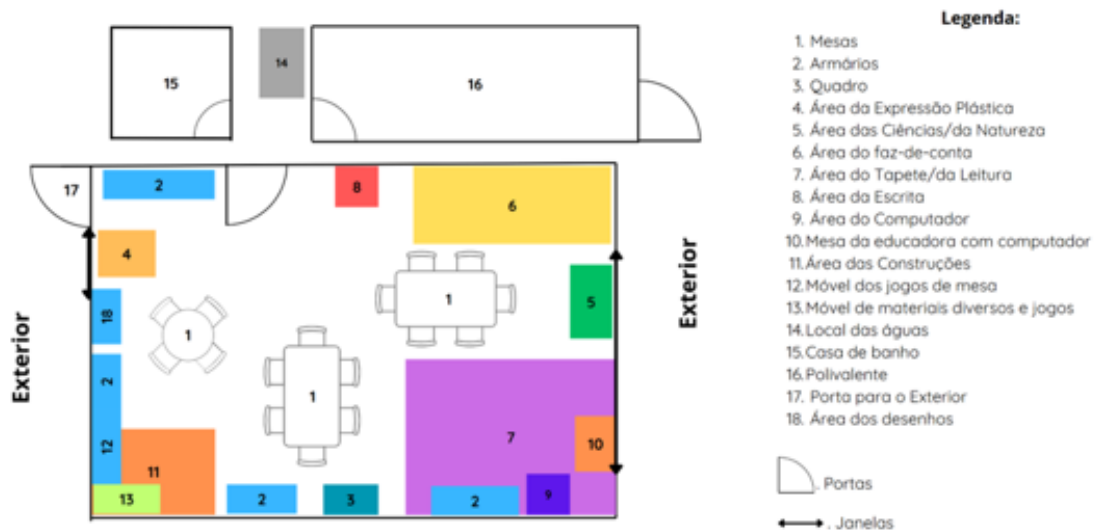 Legenda:
1. Mesas
2. Armários
3. Quadro
4. Área da Expressão Plástica
5. Área das Ciências/da Natureza
6. Área do faz-de-conta
7. Área do Tapete/da Leitura
8. Área da Escrita
9. Área do Computador
10. Mesa da educadora com computador
11. Área das Construções
12. Móvel dos jogos de mesa
13. Móvel de materiais diversos e jogos
14. Local das águas
15. Casa de banho
16. Polivalente
17. Porta para o Exterior
18. Área dos desenhos
. Portas
. Janelas
15
14
16
17
2
8
6
4
Exterior
Exterior
18
1
1
5
2
1
12
11
7
10
13
2
3
2
9